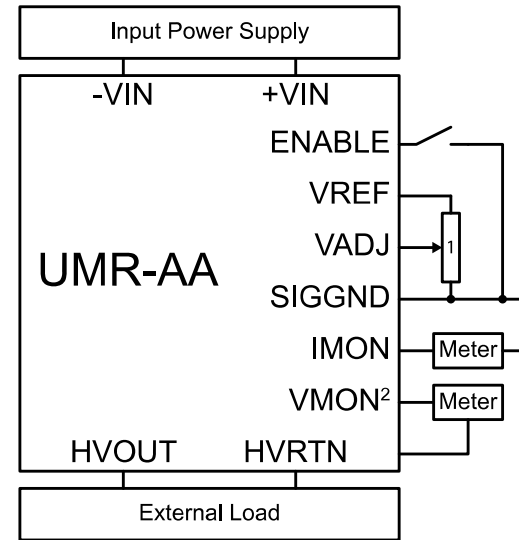 Input Power Supply
-VIN +VIN
ENABLE
VREF
VADJ 1
UMR-AA
SIGGND
IMON Meter
VMON² Meter
HVOUT HVRTN
External Load